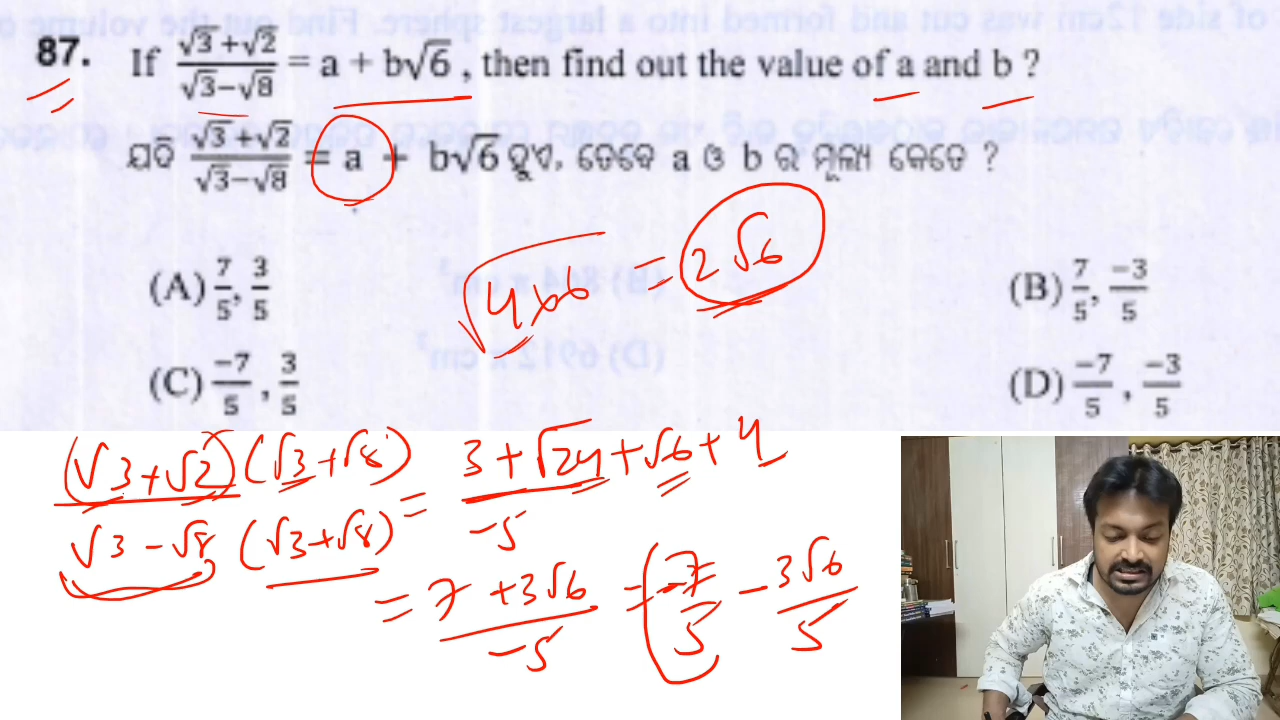 87. If (√3+√2)/(√3−√8) = a + b√6, then find out the value of a and b ?
ଯଦି (√3+√2)/(√3−√8) = a + b√6 ହୁଏ, ତେବେ a ଓ b ର ମୂଲ୍ୟ କେତେ ?
√(4×6) = 2√6
(A) 7/5, 3/5 (B) 7/5, −3/5
(C) −7/5, 3/5 (D) −7/5, −3/5
(√3+√2)(√3+√8) / √3−√8 (√3+√8) = 3+√24+√6+4 / −5
= 7+3√6 / −5 = −7/5 − 3√6/5